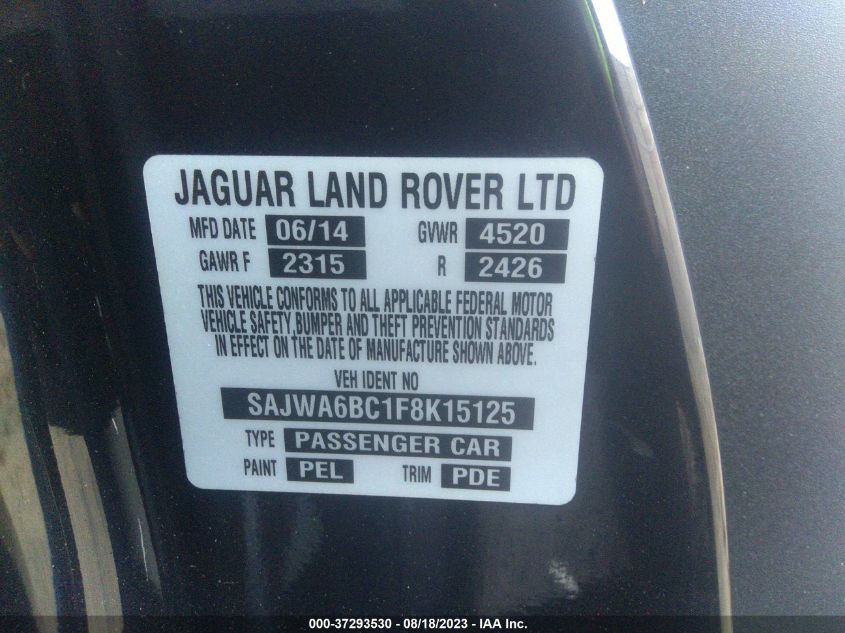 JAGUAR LAND ROVER LTD
MFD DATE 06/14 GVWR 4520
GAWR F 2315 R 2426
THIS VEHICLE CONFORMS TO ALL APPLICABLE FEDERAL MOTOR
VEHICLE SAFETY,BUMPER AND THEFT PREVENTION STANDARDS
IN EFFECT ON THE DATE OF MANUFACTURE SHOWN ABOVE.
VEH IDENT NO
SAJWA6BC1F8K15125
TYPE PASSENGER CAR
PAINT PEL TRIM PDE
000-37293530 - 08/18/2023 - IAA Inc.